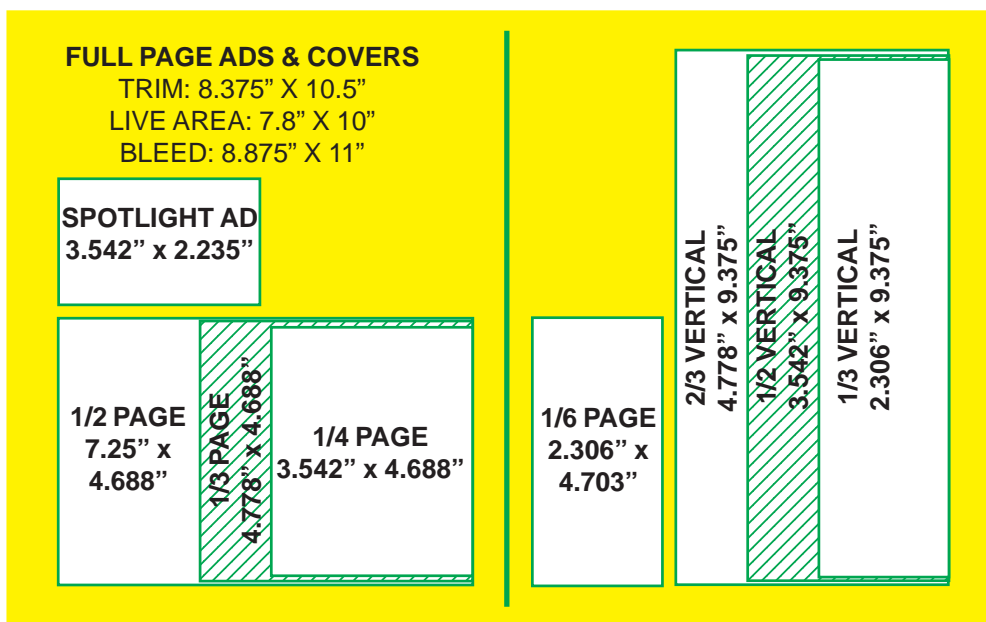 FULL PAGE ADS & COVERS
TRIM: 8.375” X 10.5”
LIVE AREA: 7.8” X 10”
BLEED: 8.875” X 11”
SPOTLIGHT AD
3.542” x 2.235”
1/2 PAGE
7.25” x
4.688”
1/3 PAGE
4.778” x 4.688”
1/4 PAGE
3.542” x 4.688”
1/6 PAGE
2.306” x
4.703”
2/3 VERTICAL
4.778” x 9.375”
1/2 VERTICAL
3.542” x 9.375”
1/3 VERTICAL
2.306” x 9.375”